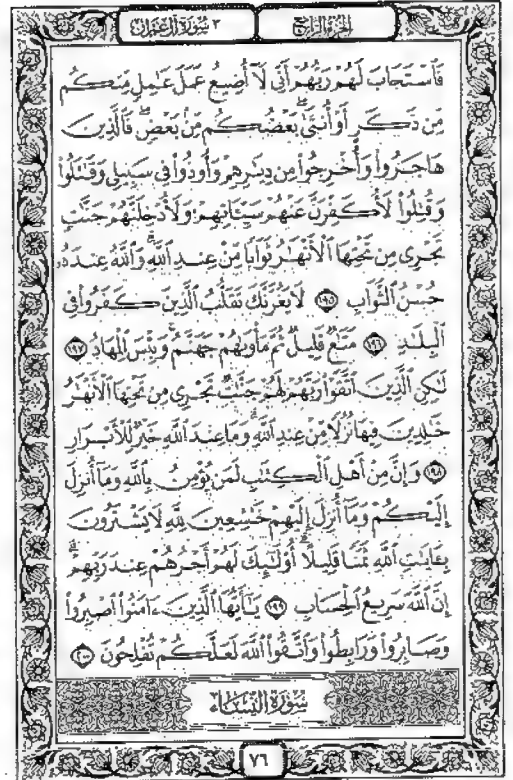 الجزء الرابع
٣ سورة آل عمران
فَٱسْتَجَابَ لَهُمْ رَبُّهُمْ أَنِّى لَآ أُضِيعُ عَمَلَ عَٰمِلٍ مِّنكُم
مِّن ذَكَرٍ أَوْ أُنثَىٰ ۖ بَعْضُكُم مِّنۢ بَعْضٍ ۖ فَٱلَّذِينَ
هَاجَرُوا۟ وَأُخْرِجُوا۟ مِن دِيَٰرِهِمْ وَأُوذُوا۟ فِى سَبِيلِى وَقَٰتَلُوا۟
وَقُتِلُوا۟ لَأُكَفِّرَنَّ عَنْهُمْ سَيِّـَٔاتِهِمْ وَلَأُدْخِلَنَّهُمْ جَنَّٰتٍ
تَجْرِى مِن تَحْتِهَا ٱلْأَنْهَٰرُ ثَوَابًا مِّنْ عِندِ ٱللَّهِ ۗ وَٱللَّهُ عِندَهُۥ
حُسْنُ ٱلثَّوَابِ ١٩٥ لَا يَغُرَّنَّكَ تَقَلُّبُ ٱلَّذِينَ كَفَرُوا۟ فِى
ٱلْبِلَٰدِ ١٩٦ مَتَٰعٌ قَلِيلٌ ثُمَّ مَأْوَىٰهُمْ جَهَنَّمُ ۚ وَبِئْسَ ٱلْمِهَادُ ١٩٧
لَٰكِنِ ٱلَّذِينَ ٱتَّقَوْا۟ رَبَّهُمْ لَهُمْ جَنَّٰتٌ تَجْرِى مِن تَحْتِهَا ٱلْأَنْهَٰرُ
خَٰلِدِينَ فِيهَا نُزُلًا مِّنْ عِندِ ٱللَّهِ ۗ وَمَا عِندَ ٱللَّهِ خَيْرٌ لِّلْأَبْرَارِ
١٩٨ وَإِنَّ مِنْ أَهْلِ ٱلْكِتَٰبِ لَمَن يُؤْمِنُ بِٱللَّهِ وَمَآ أُنزِلَ
إِلَيْكُمْ وَمَآ أُنزِلَ إِلَيْهِمْ خَٰشِعِينَ لِلَّهِ لَا يَشْتَرُونَ
بِـَٔايَٰتِ ٱللَّهِ ثَمَنًا قَلِيلًا ۗ أُو۟لَٰٓئِكَ لَهُمْ أَجْرُهُمْ عِندَ رَبِّهِمْ ۗ
إِنَّ ٱللَّهَ سَرِيعُ ٱلْحِسَابِ ١٩٩ يَٰٓأَيُّهَا ٱلَّذِينَ ءَامَنُوا۟ ٱصْبِرُوا۟
وَصَابِرُوا۟ وَرَابِطُوا۟ وَٱتَّقُوا۟ ٱللَّهَ لَعَلَّكُمْ تُفْلِحُونَ ٢٠٠
سورة النساء
٧٦